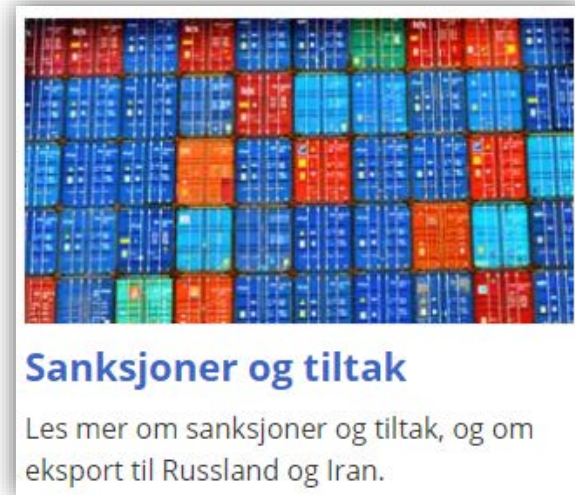 Sanksjoner og tiltak
Les mer om sanksjoner og tiltak, og om
eksport til Russland og Iran.